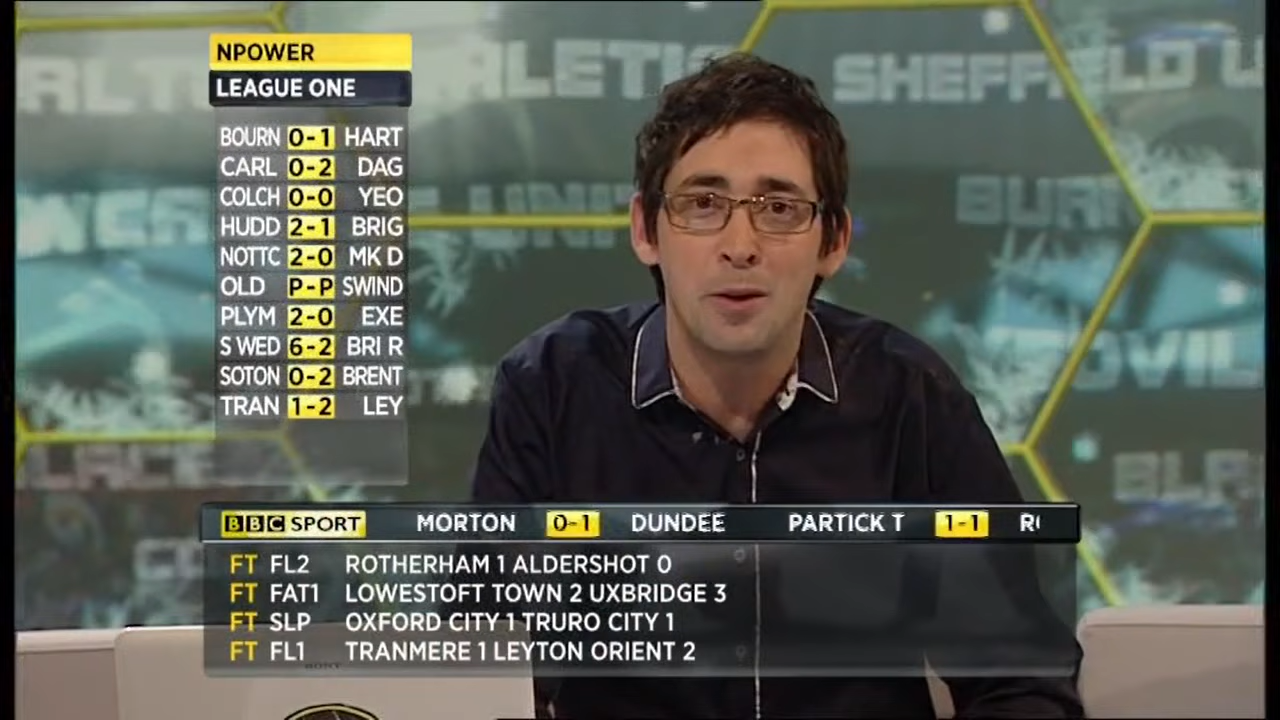 NPOWER
LEAGUE ONE
BOURN 0-1 HART
CARL 0-2 DAG
COLCH 0-0 YEO
HUDD 2-1 BRIG
NOTTC 2-0 MK D
OLD P-P SWIND
PLYM 2-0 EXE
S WED 6-2 BRI R
SOTON 0-2 BRENT
TRAN 1-2 LEY
SHEFFIELD U
BBC SPORT MORTON 0-1 DUNDEE PARTICK T 1-1
FT FL2 ROTHERHAM 1 ALDERSHOT 0
FT FAT1 LOWESTOFT TOWN 2 UXBRIDGE 3
FT SLP OXFORD CITY 1 TRURO CITY 1
FT FL1 TRANMERE 1 LEYTON ORIENT 2
SONY